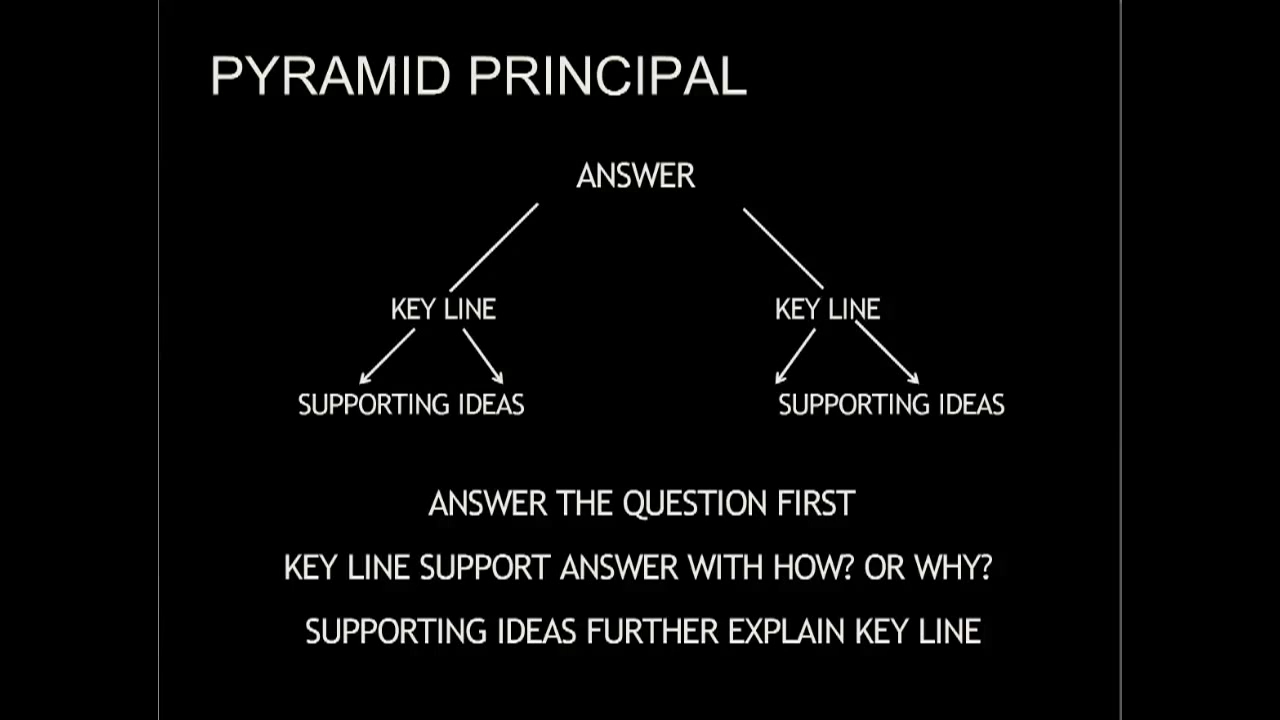 PYRAMID PRINCIPAL
ANSWER
KEY LINE KEY LINE
SUPPORTING IDEAS SUPPORTING IDEAS
ANSWER THE QUESTION FIRST
KEY LINE SUPPORT ANSWER WITH HOW? OR WHY?
SUPPORTING IDEAS FURTHER EXPLAIN KEY LINE